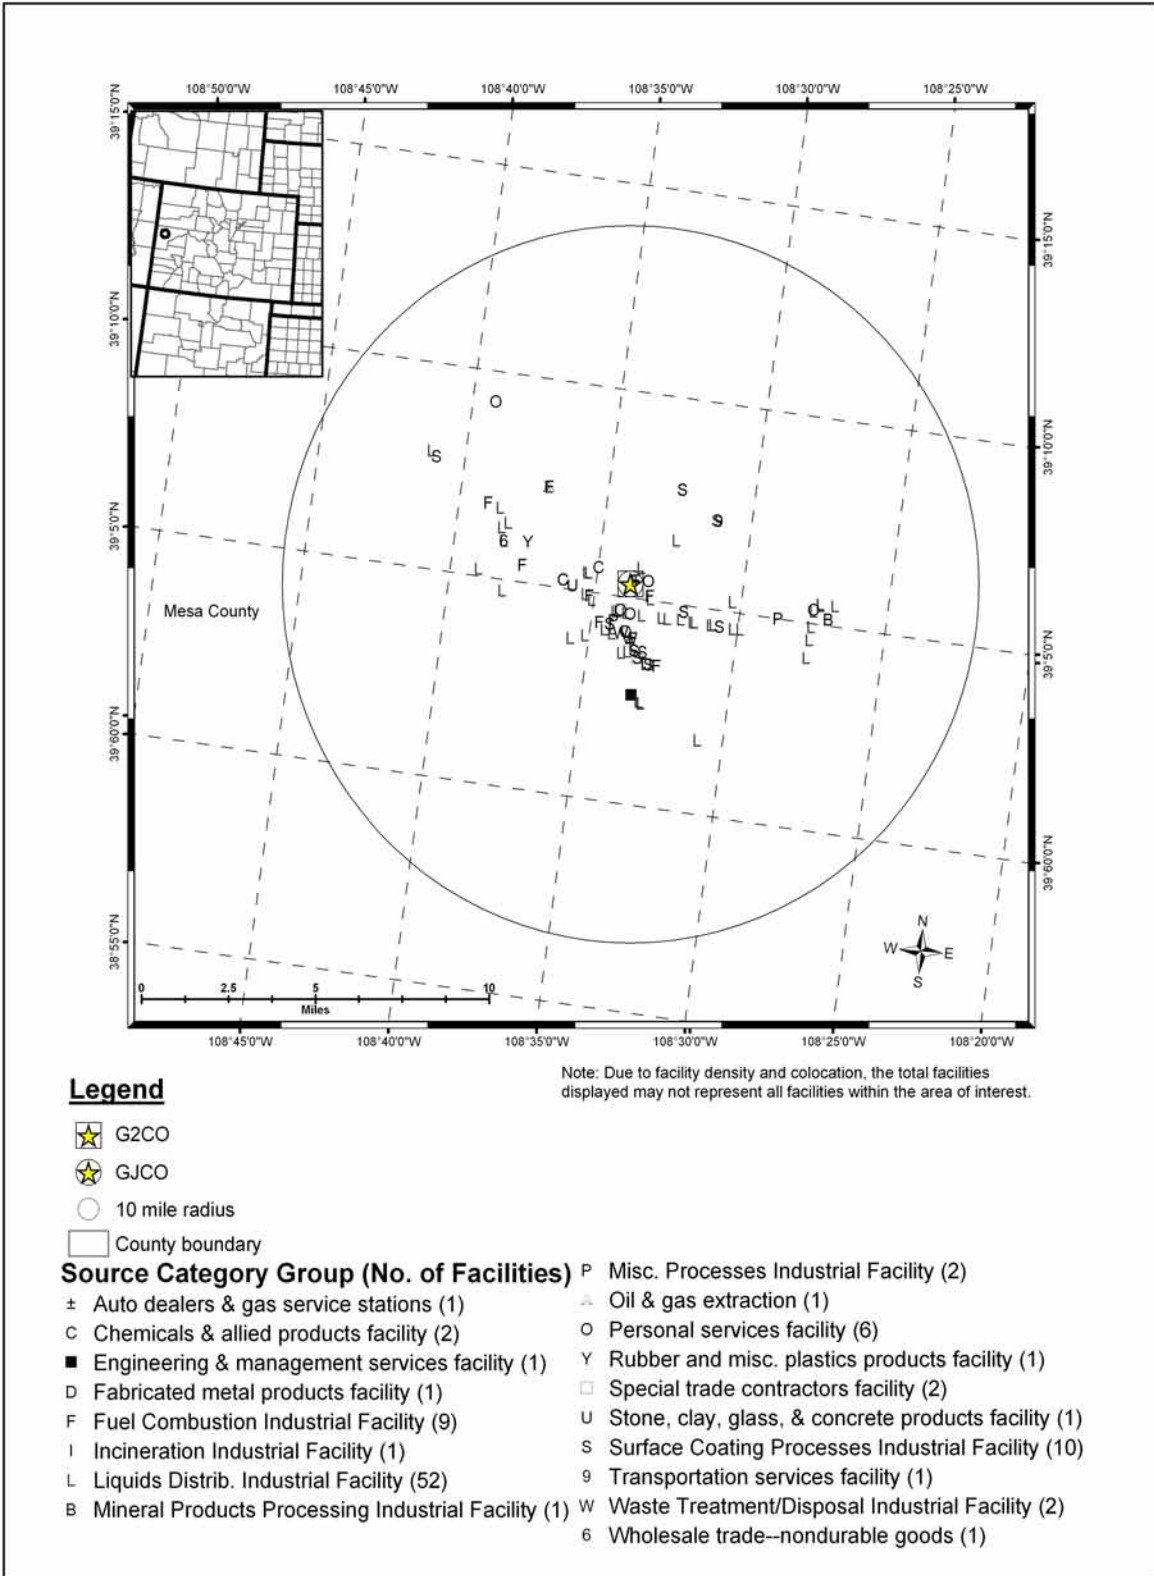 108°50'0"W 108°45'0"W 108°40'0"W 108°35'0"W 108°30'0"W 108°25'0"W
39°15'0"N
39°10'0"N
39°5'0"N
39°60'0"N
38°55'0"N
39°15'0"N
39°10'0"N
39°5'0"N
39°60'0"N
O
L
S
S
F
L
S
L
L
L
6 Y
F
C
L
L
Mesa County
P
B
L
N
W E
S
0 2.5 5 10
Miles
108°45'0"W 108°40'0"W 108°35'0"W 108°30'0"W 108°25'0"W 108°20'0"W
Note: Due to facility density and colocation, the total facilities
displayed may not represent all facilities within the area of interest.
Legend
G2CO
GJCO
10 mile radius
County boundary
Source Category Group (No. of Facilities)
± Auto dealers & gas service stations (1)
C Chemicals & allied products facility (2)
■ Engineering & management services facility (1)
D Fabricated metal products facility (1)
F Fuel Combustion Industrial Facility (9)
I Incineration Industrial Facility (1)
L Liquids Distrib. Industrial Facility (52)
B Mineral Products Processing Industrial Facility (1)
P Misc. Processes Industrial Facility (2)
Oil & gas extraction (1)
O Personal services facility (6)
Y Rubber and misc. plastics products facility (1)
Special trade contractors facility (2)
U Stone, clay, glass, & concrete products facility (1)
S Surface Coating Processes Industrial Facility (10)
9 Transportation services facility (1)
W Waste Treatment/Disposal Industrial Facility (2)
6 Wholesale trade--nondurable goods (1)